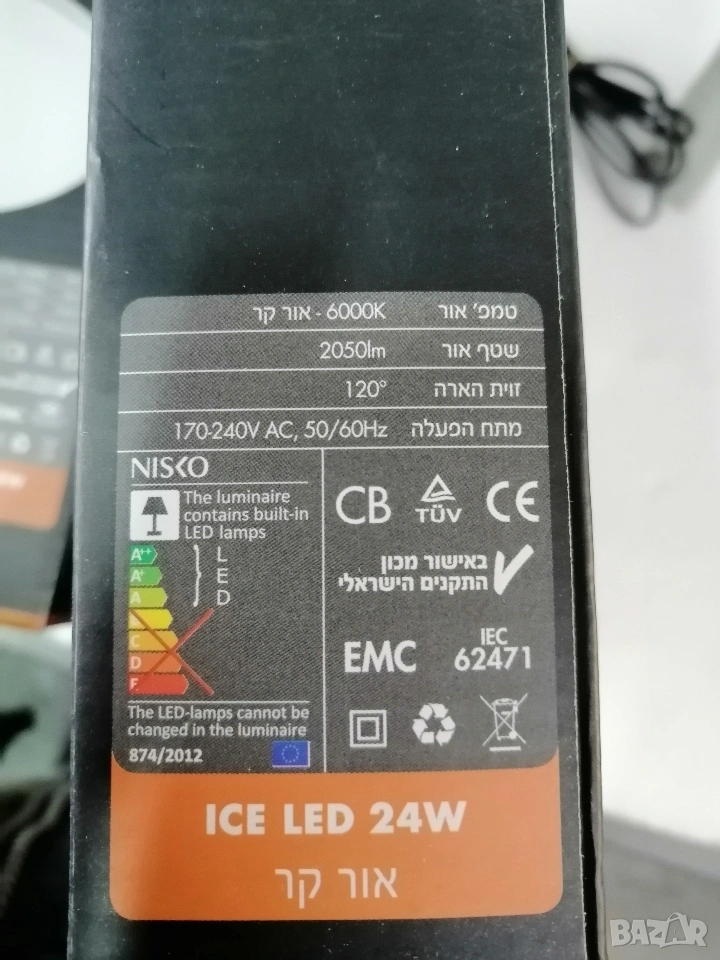 טמפ' אור 6000K - אור קר
שטף אור 2050lm
זוית הארה 120°
מתח הפעלה 170-240V AC, 50/60Hz
NISKO
The luminaire
contains built-in
LED lamps
A++
A+
A
C
D
L
E
D
The LED-lamps cannot be
changed in the luminaire
874/2012
CB
TÜV
CE
באישור מכון
התקנים הישראלי
EMC
IEC
62471
ICE LED 24W
אור קר
BAZAR